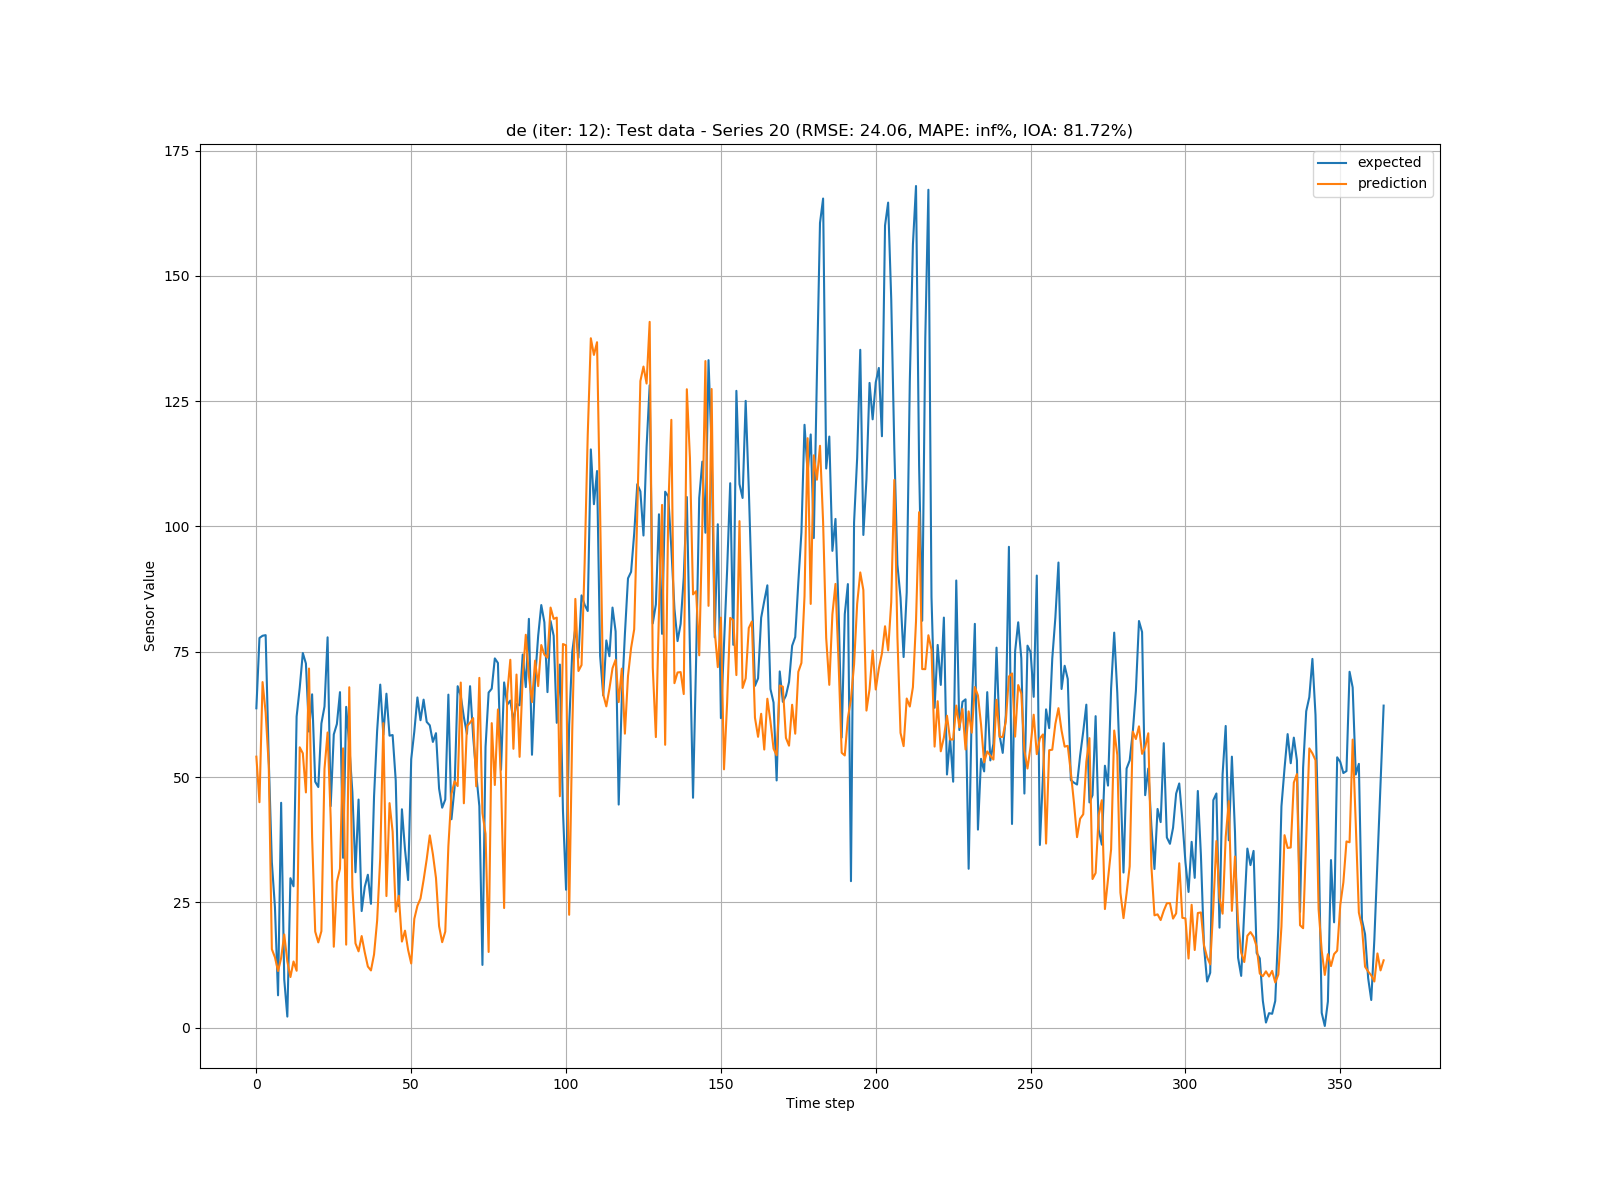 de (iter: 12): Test data - Series 20 (RMSE: 24.06, MAPE: inf%, IOA: 81.72%)
expected
prediction
175
150
125
100
75
50
25
0
Sensor Value
0 50 100 150 200 250 300 350
Time step